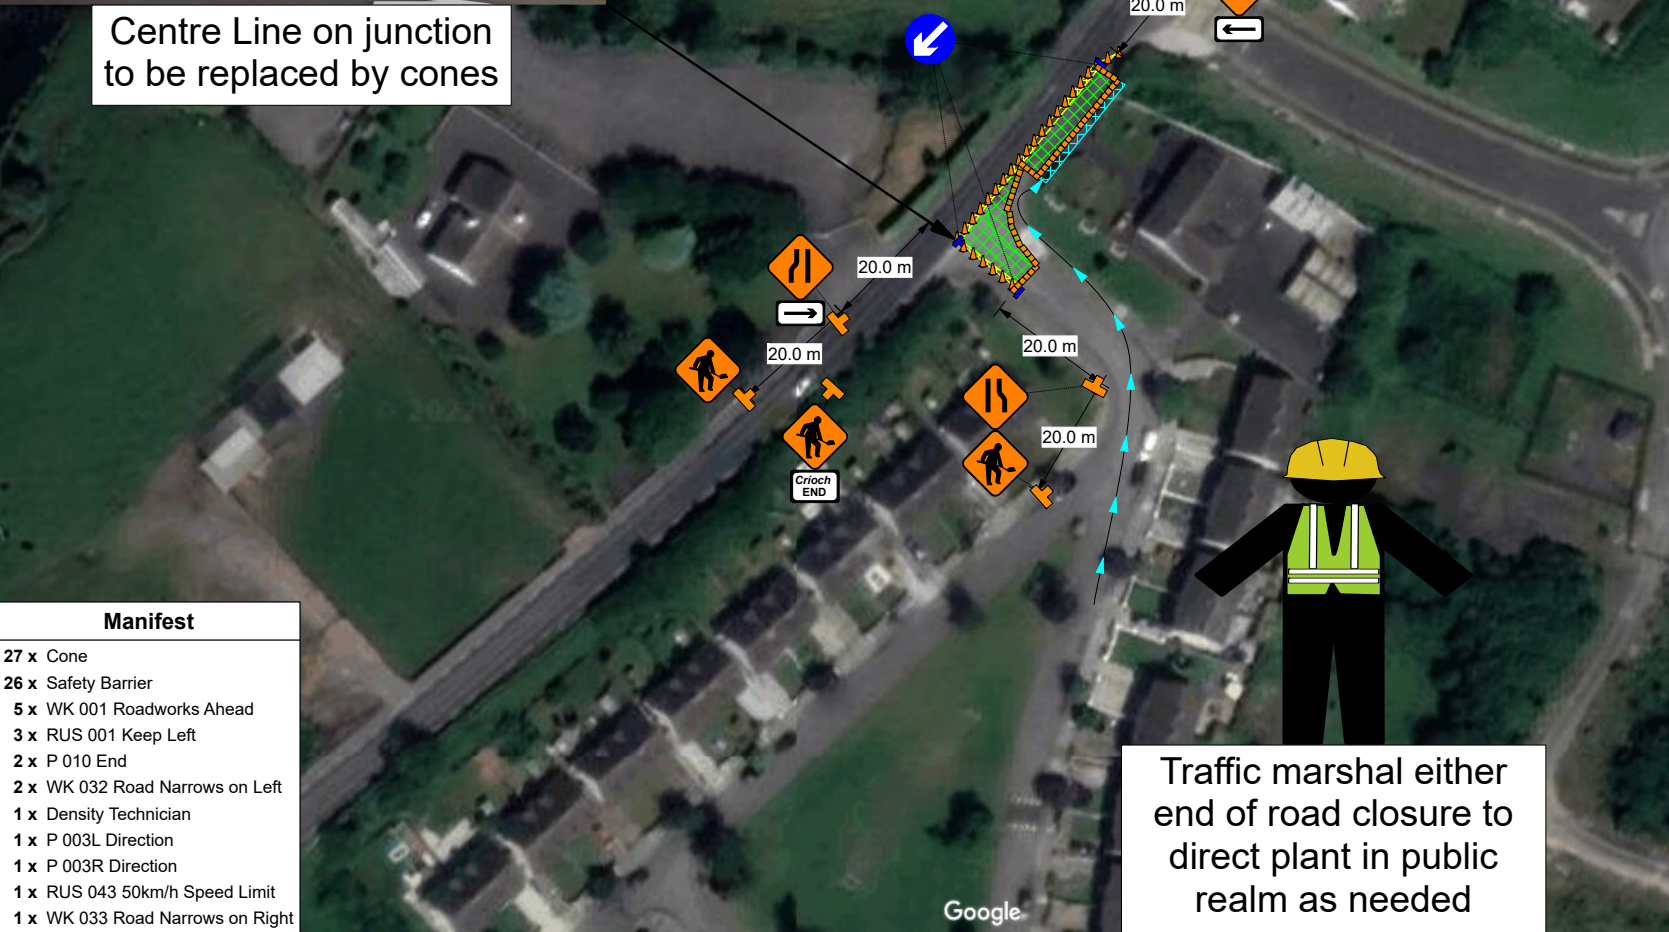 20.0 m
Centre Line on junction
to be replaced by cones
20.0 m
20.0 m
20.0 m
20.0 m
Críoch
END
Manifest
27 x Cone
26 x Safety Barrier
5 x WK 001 Roadworks Ahead
3 x RUS 001 Keep Left
2 x P 010 End
2 x WK 032 Road Narrows on Left
1 x Density Technician
1 x P 003L Direction
1 x P 003R Direction
1 x RUS 043 50km/h Speed Limit
1 x WK 033 Road Narrows on Right
Traffic marshal either
end of road closure to
direct plant in public
realm as needed
Google